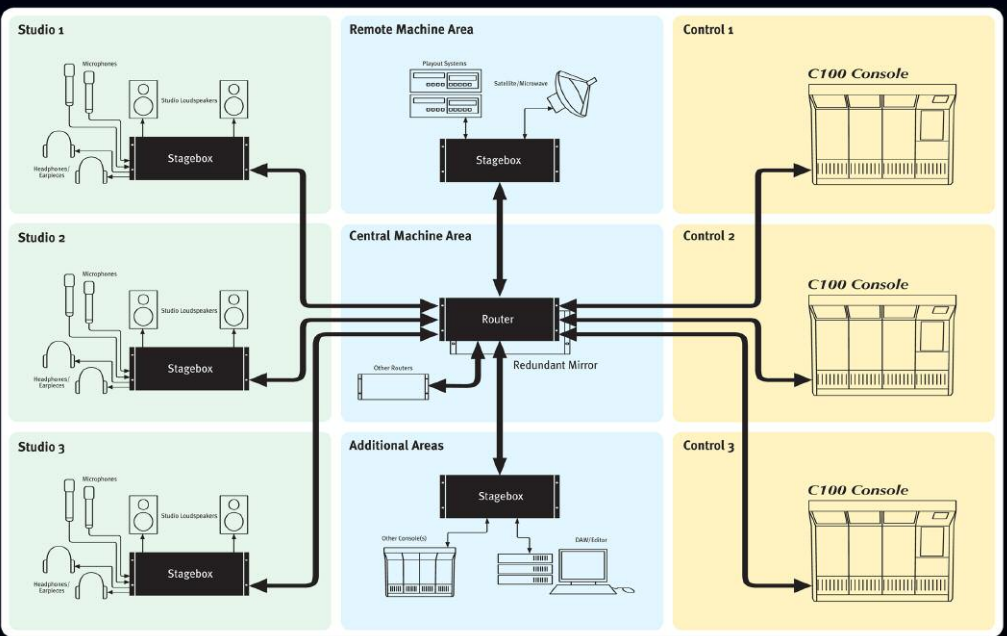 Studio 1
Microphones
Studio Loudspeakers
Headphones/
Earpieces
Stagebox
Remote Machine Area
Playout Systems
Satellite/Microwave
Stagebox
Control 1
C100 Console
Studio 2
Microphones
Studio Loudspeakers
Headphones/
Earpieces
Stagebox
Central Machine Area
Router
Redundant Mirror
Other Routers
Control 2
C100 Console
Studio 3
Microphones
Studio Loudspeakers
Headphones/
Earpieces
Stagebox
Additional Areas
Stagebox
Other Console(s)
DAW/Editor
Control 3
C100 Console